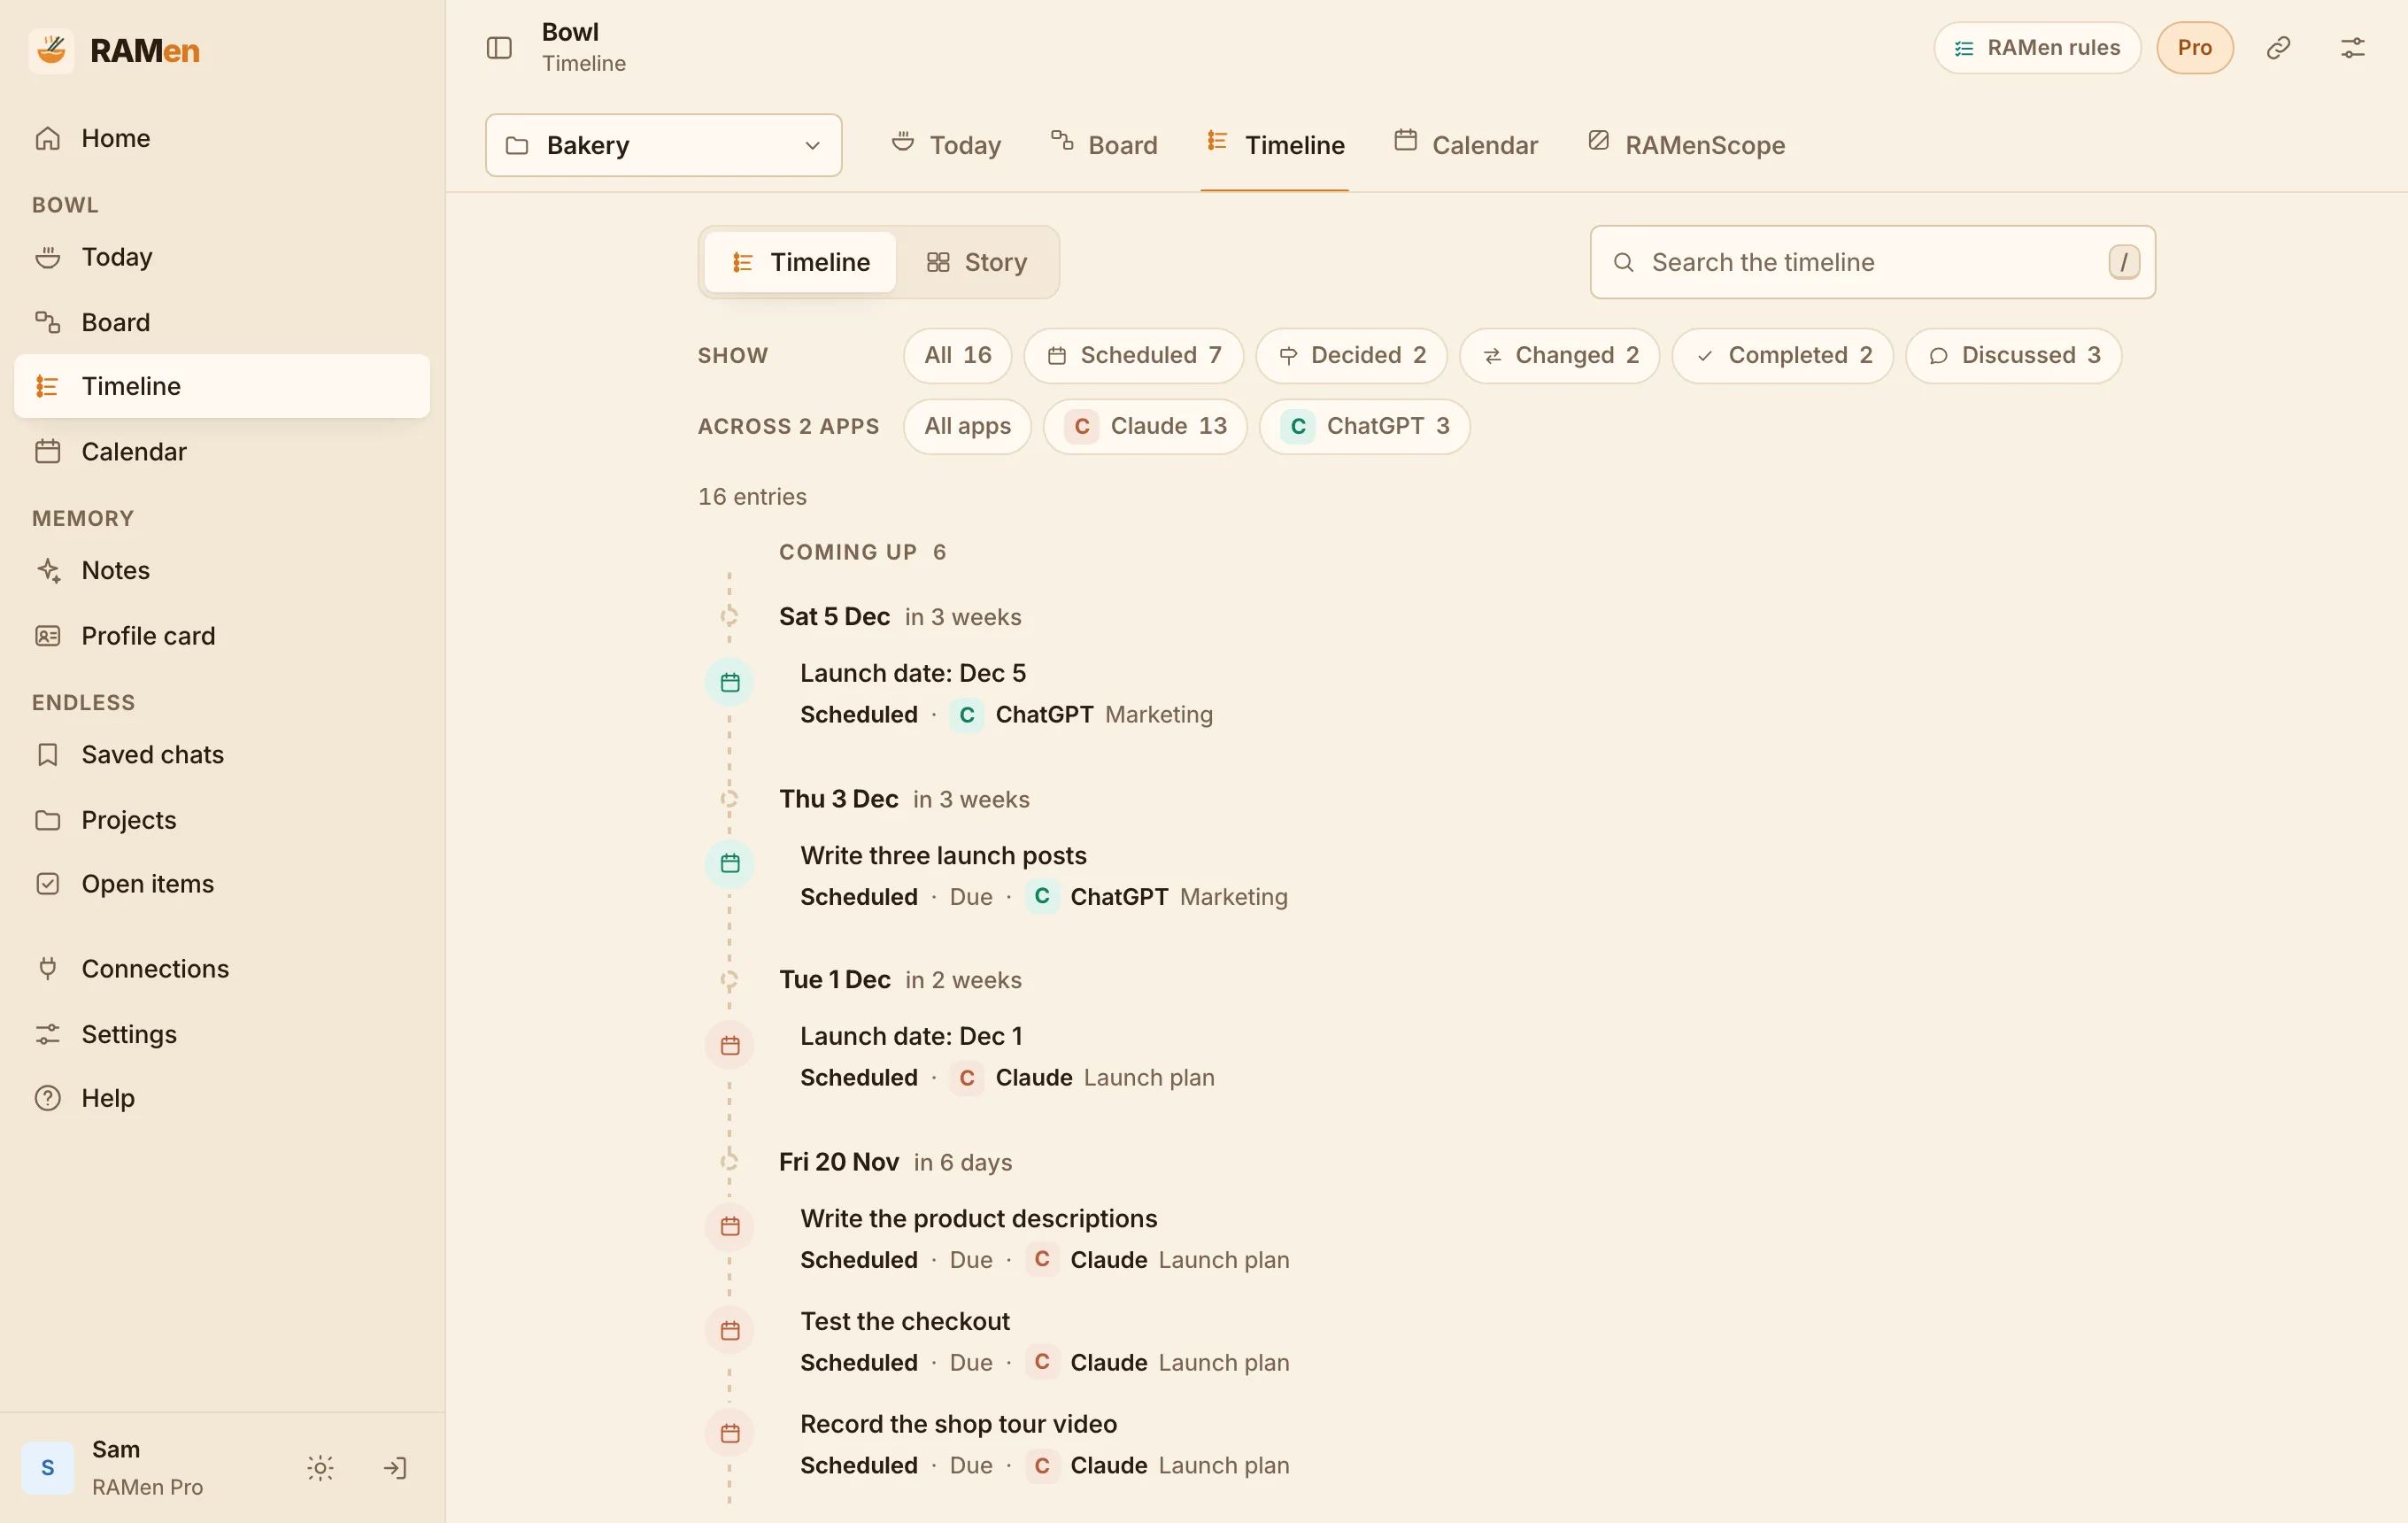 RAMen
Home
BOWL
Today
Board
Timeline
Calendar
MEMORY
Notes
Profile card
ENDLESS
Saved chats
Projects
Open items
Connections
Settings
Help
S
Sam
RAMen Pro
Bowl
Timeline
RAMen rules
Pro
Bakery
Today
Board
Timeline
Calendar
RAMenScope
Timeline
Story
Search the timeline
/
SHOW
All 16
Scheduled 7
Decided 2
Changed 2
Completed 2
Discussed 3
ACROSS 2 APPS
All apps
C Claude 13
C ChatGPT 3
16 entries
COMING UP 6
Sat 5 Dec in 3 weeks
Launch date: Dec 5
Scheduled · C ChatGPT Marketing
Thu 3 Dec in 3 weeks
Write three launch posts
Scheduled · Due · C ChatGPT Marketing
Tue 1 Dec in 2 weeks
Launch date: Dec 1
Scheduled · C Claude Launch plan
Fri 20 Nov in 6 days
Write the product descriptions
Scheduled · Due · C Claude Launch plan
Test the checkout
Scheduled · Due · C Claude Launch plan
Record the shop tour video
Scheduled · Due · C Claude Launch plan